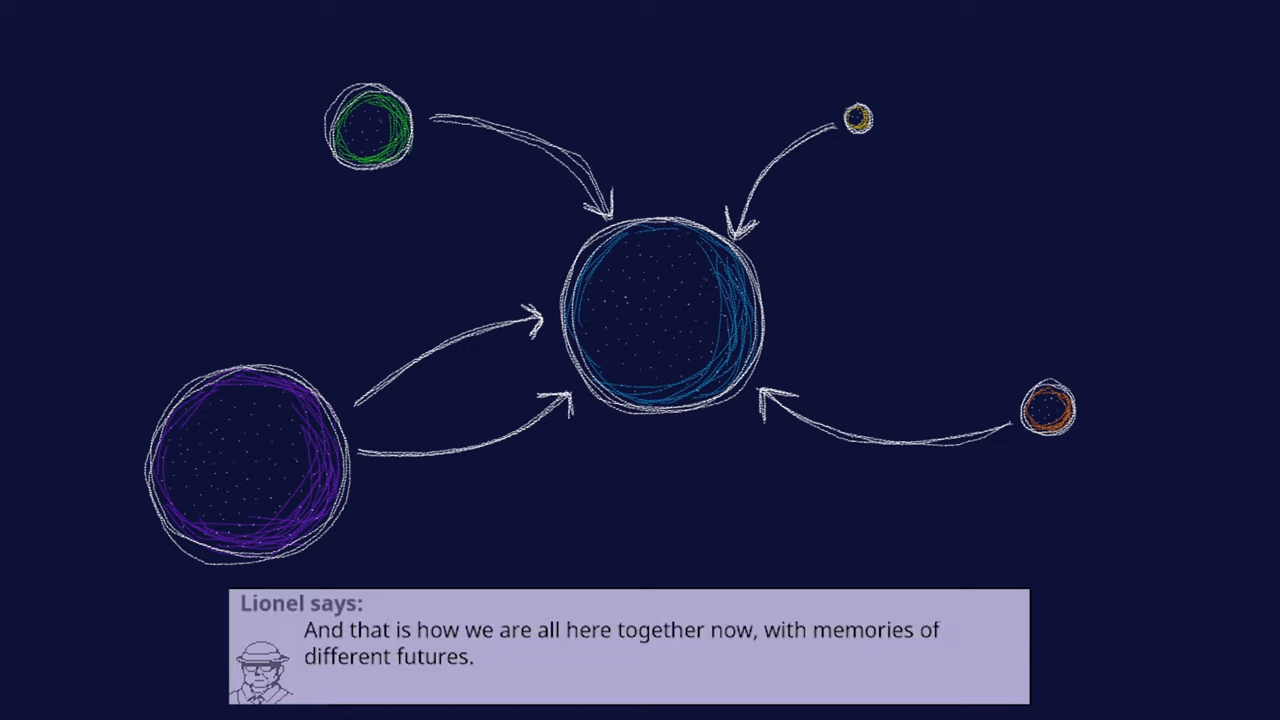 Lionel says:
And that is how we are all here together now, with memories of
different futures.